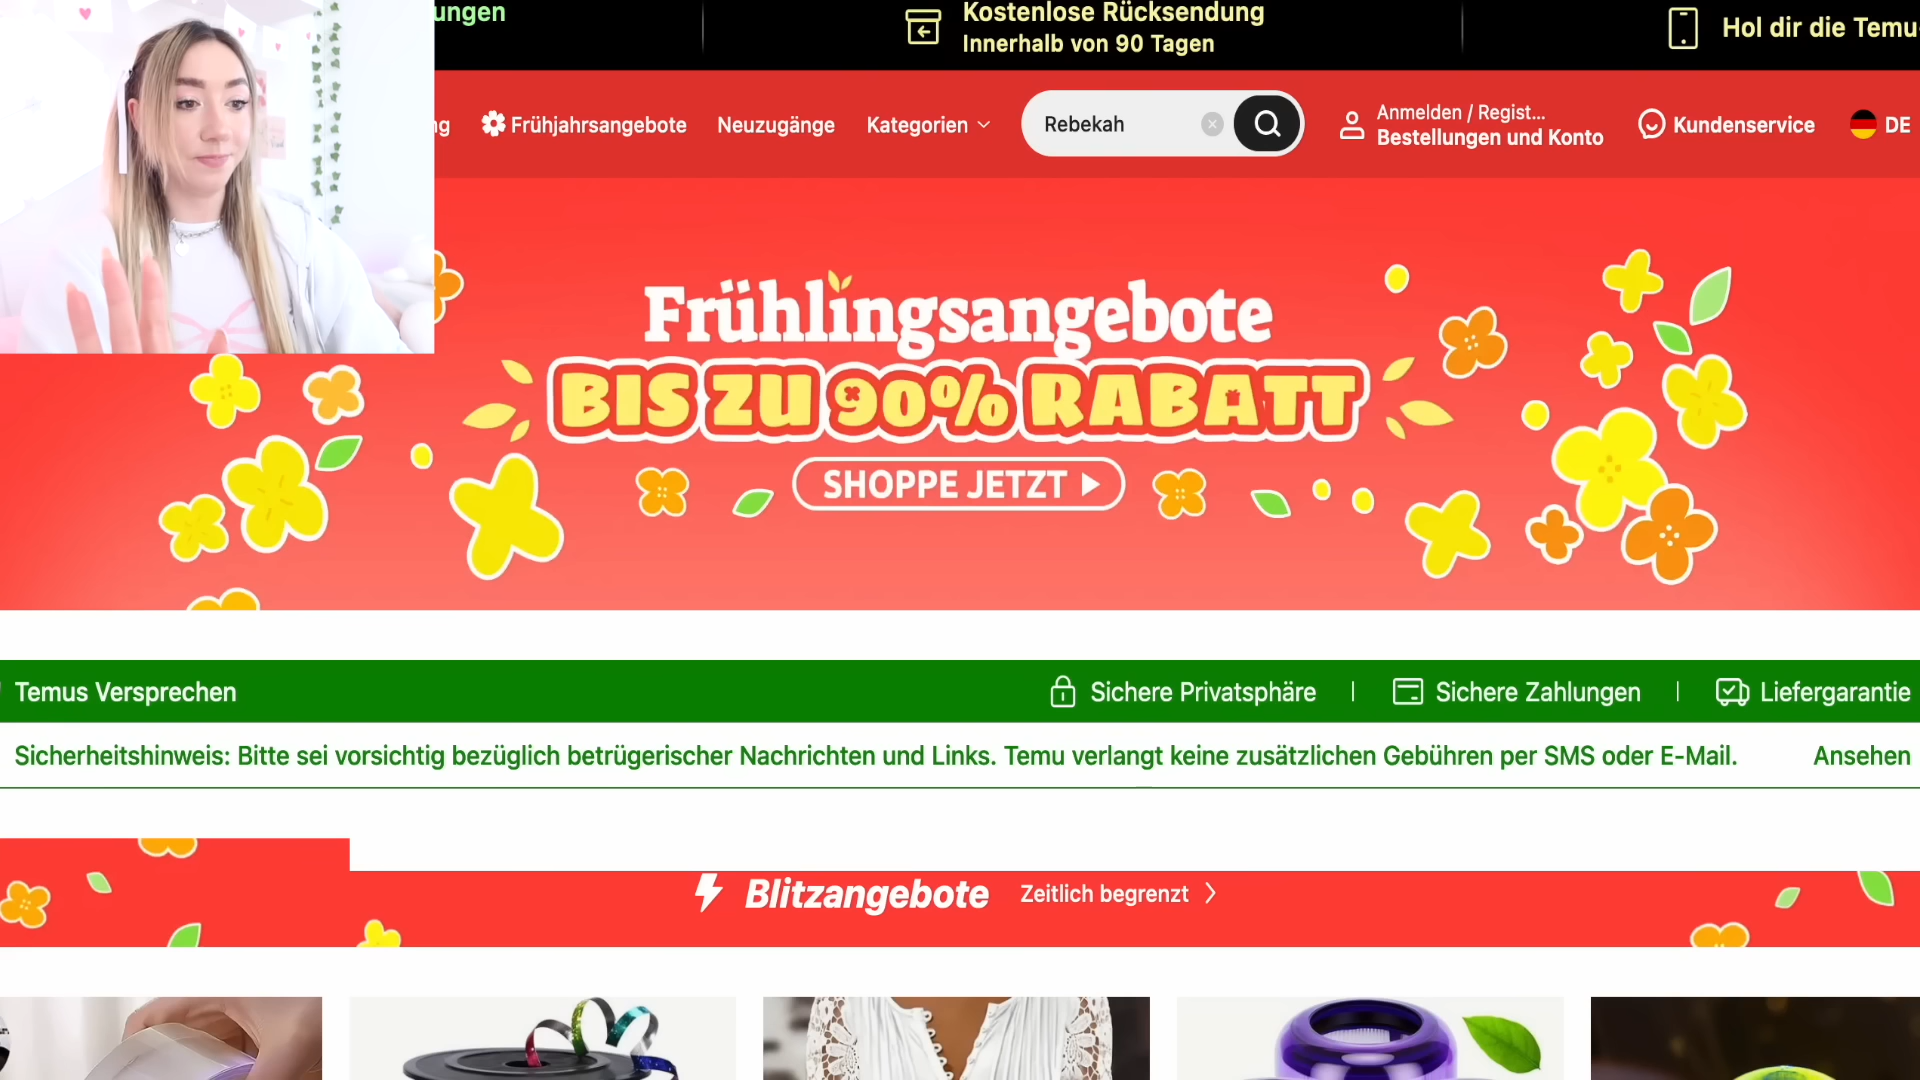 ungen
Kostenlose Rücksendung
Innerhalb von 90 Tagen
Hol dir die Temu-
ng
Frühjahrsangebote
Neuzugänge
Kategorien
Rebekah
Anmelden / Regist...
Bestellungen und Konto
Kundenservice
DE
Frühlingsangebote
BIS ZU 90% RABATT
SHOPPE JETZT
Temus Versprechen
Sichere Privatsphäre
Sichere Zahlungen
Liefergarantie
Sicherheitshinweis: Bitte sei vorsichtig bezüglich betrügerischer Nachrichten und Links. Temu verlangt keine zusätzlichen Gebühren per SMS oder E-Mail.
Ansehen
Blitzangebote
Zeitlich begrenzt